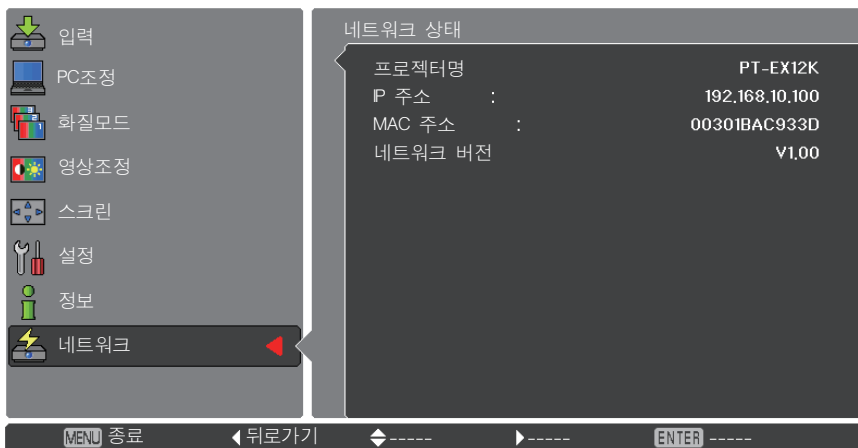 입력
PC조정
화질모드
영상조정
스크린
설정
정보
네트워크
네트워크 상태
프로젝터명 PT-EX12K
IP 주소 : 192.168.10.100
MAC 주소 : 00301BAC933D
네트워크 버전 V1.00
MENU 종료 뒤로가기 ----- ----- ENTER -----